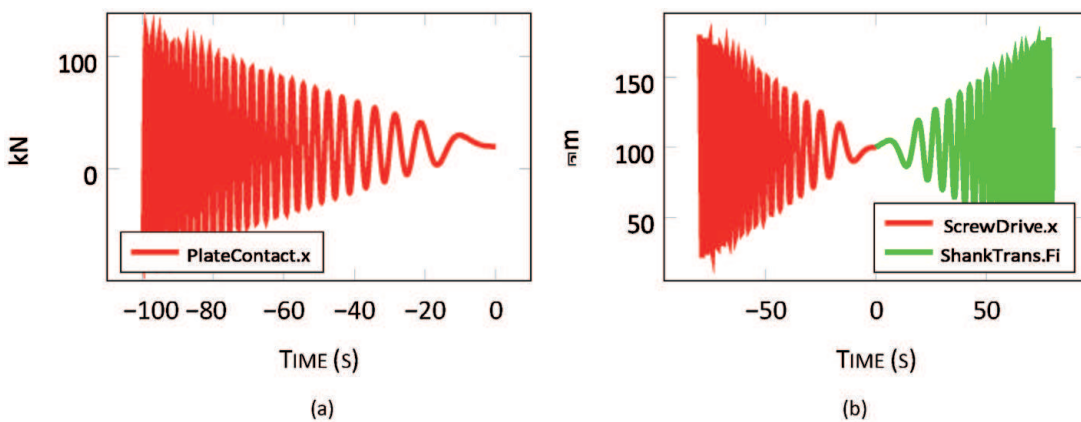 kN
100
0
PlateContact.x
−100 −80 −60 −40 −20 0
TIME (S)
(a)
150
100
50
ScrewDrive.x
ShankTrans.Fi
−50 0 50
TIME (S)
(b)